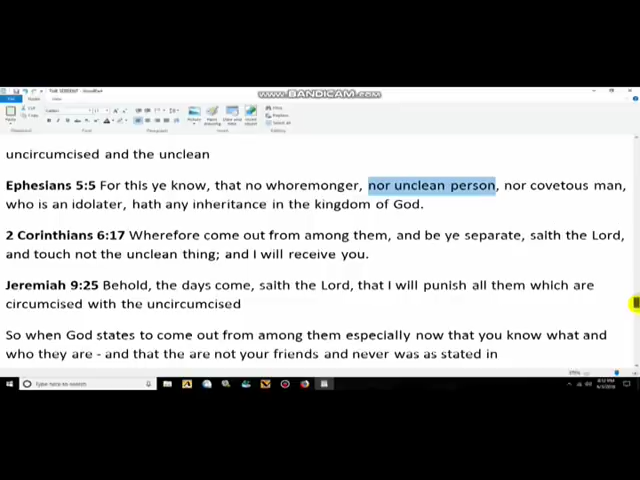 www.BANDICAM.com
uncircumcised and the unclean
Ephesians 5:5 For this ye know, that no whoremonger, nor unclean person, nor covetous man,
who is an idolater, hath any inheritance in the kingdom of God.
2 Corinthians 6:17 Wherefore come out from among them, and be ye separate, saith the Lord,
and touch not the unclean thing; and I will receive you.
Jeremiah 9:25 Behold, the days come, saith the Lord, that I will punish all them which are
circumcised with the uncircumcised
So when God states to come out from among them especially now that you know what and
who they are - and that the are not your friends and never was as stated in
Type here to search